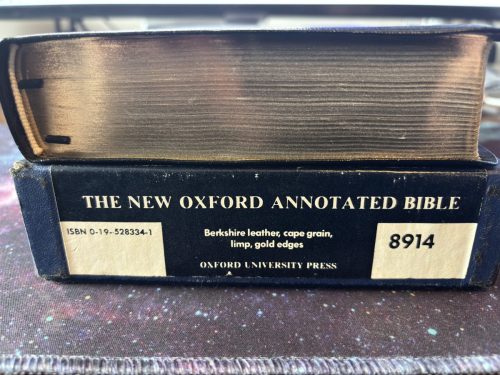 THE NEW OXFORD ANNOTATED BIBLE
ISBN 0-19-528334-1
Berkshire leather, cape grain,
limp, gold edges
OXFORD UNIVERSITY PRESS
8914